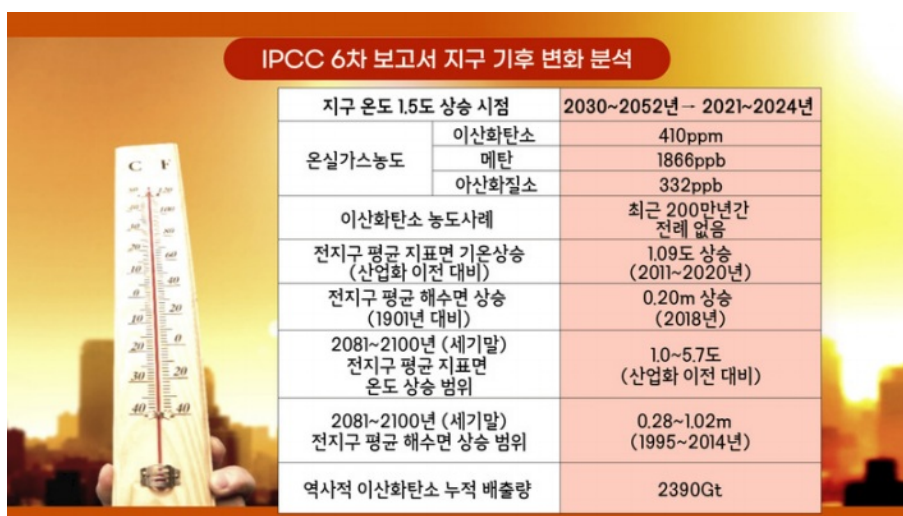 IPCC 6차 보고서 지구 기후 변화 분석
지구 온도 1.5도 상승 시점
2030~2052년→ 2021~2024년
온실가스농도
이산화탄소
410ppm
메탄
1866ppb
아산화질소
332ppb
이산화탄소 농도사례
최근 200만년간
전례 없음
전지구 평균 지표면 기온상승
(산업화 이전 대비)
1.09도 상승
(2011~2020년)
전지구 평균 해수면 상승
(1901년 대비)
0.20m 상승
(2018년)
2081~2100년 (세기말)
전지구 평균 지표면
온도 상승 범위
1.0~5.7도
(산업화 이전 대비)
2081~2100년 (세기말)
전지구 평균 해수면 상승 범위
0.28~1.02m
(1995~2014년)
역사적 이산화탄소 누적 배출량
2390Gt
C F